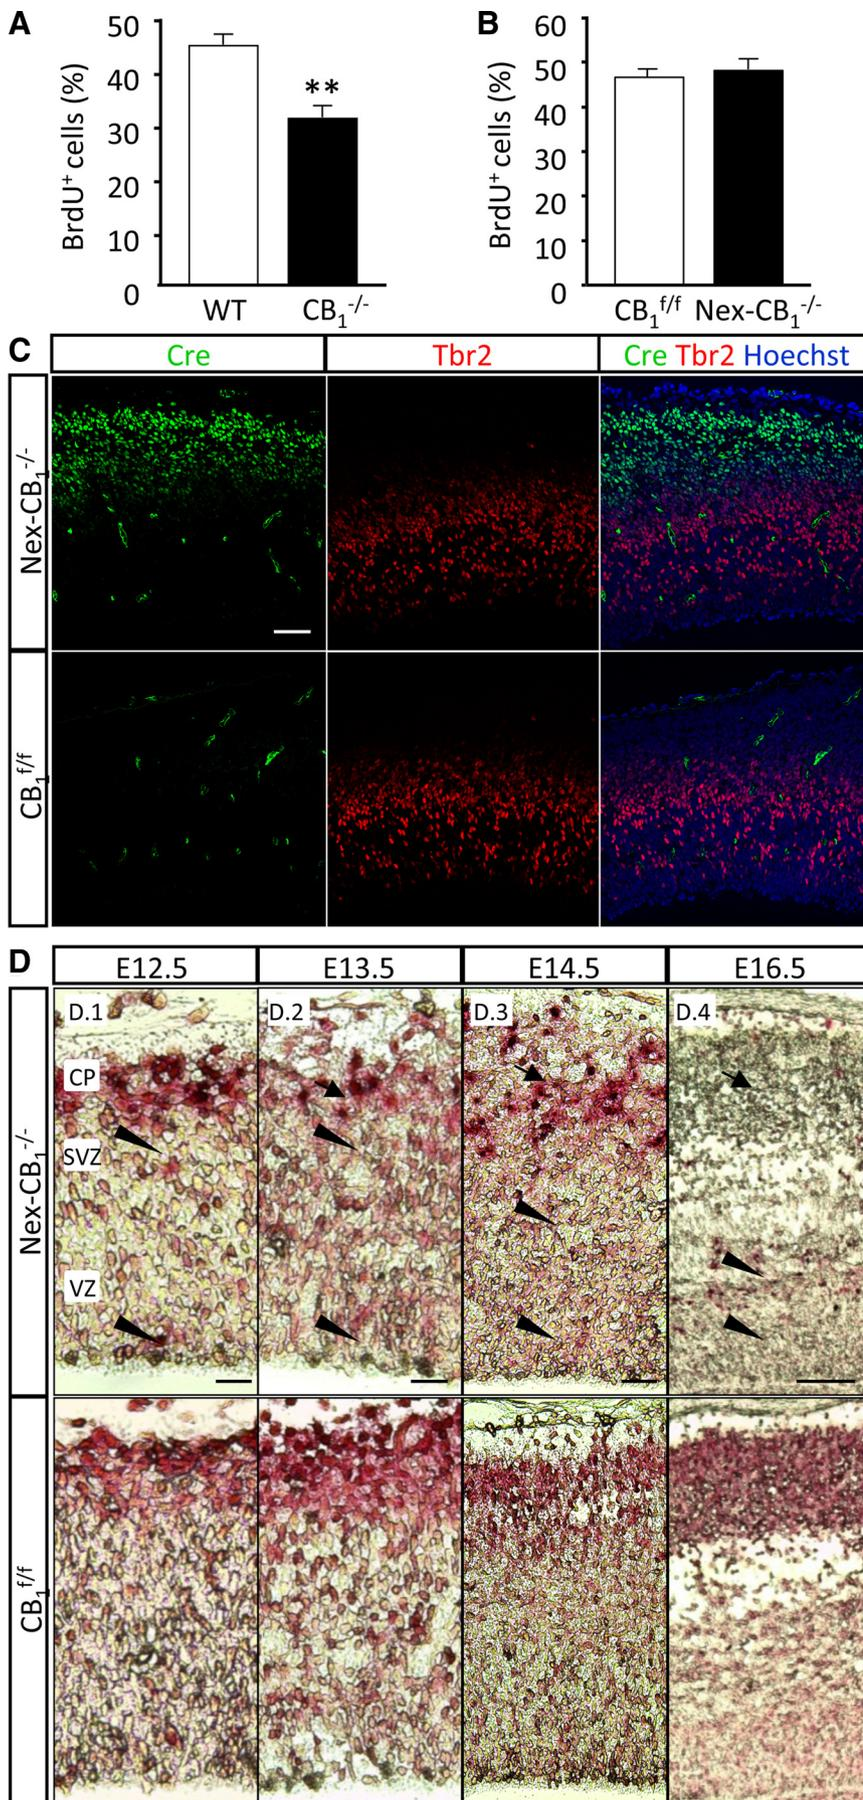 A
BrdU⁺ cells (%)
50
40
30
20
10
0
**
WT
CB₁⁻/⁻
B
BrdU⁺ cells (%)
60
50
40
30
20
10
0
CB₁f/f
Nex-CB₁⁻/⁻
C
Cre
Tbr2
Cre Tbr2 Hoechst
Nex-CB₁⁻/⁻
CB₁f/f
D
E12.5
E13.5
E14.5
E16.5
Nex-CB₁⁻/⁻
D.1
D.2
D.3
D.4
CP
SVZ
VZ
CB₁f/f